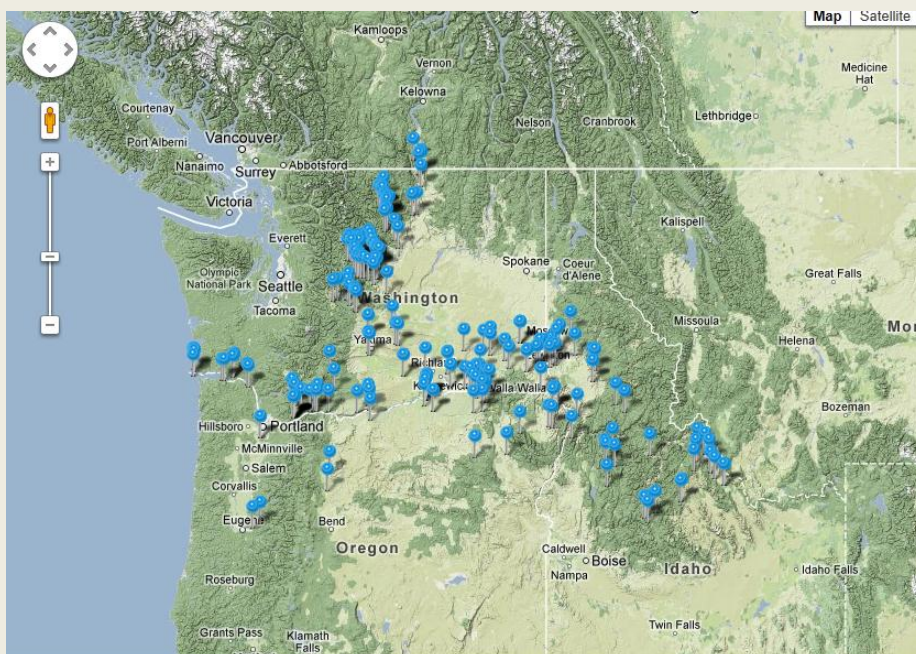 Map
Satellite
Kamloops
Vernon
Kelowna
Medicine
Hat
Courtenay
Port Alberni
Nanaimo
Vancouver
Surrey
Abbotsford
Nelson
Cranbrook
Lethbridge
Victoria
Everett
Olympic
National Park
Seattle
Tacoma
Washington
Spokane
Coeur
d'Alene
Kalispell
Great Falls
Missoula
Helena
Yakima
Walla Walla
Bozeman
Hillsboro
Portland
McMinnville
Salem
Corvallis
Eugene
Bend
Oregon
Roseburg
Grants Pass
Klamath
Falls
Caldwell
Nampa
Boise
Idaho
Idaho Falls
Twin Falls